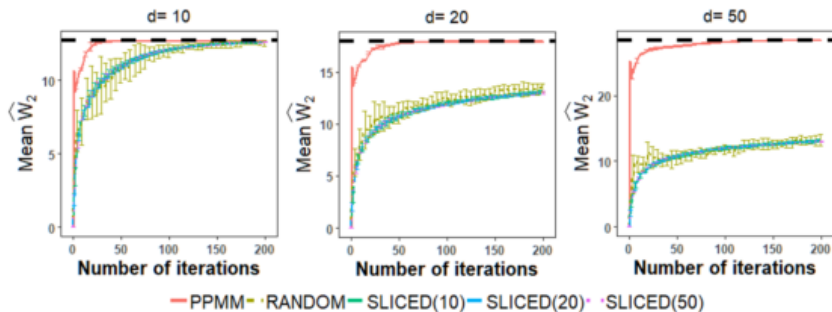 d= 10
d= 20
d= 50
Mean Ŵ₂
10
5
0
0 50 100 150 200
Number of iterations
Mean Ŵ₂
15
10
5
0
0 50 100 150 200
Number of iterations
Mean Ŵ₂
20
10
0
0 50 100 150 200
Number of iterations
PPMM RANDOM SLICED(10) SLICED(20) SLICED(50)